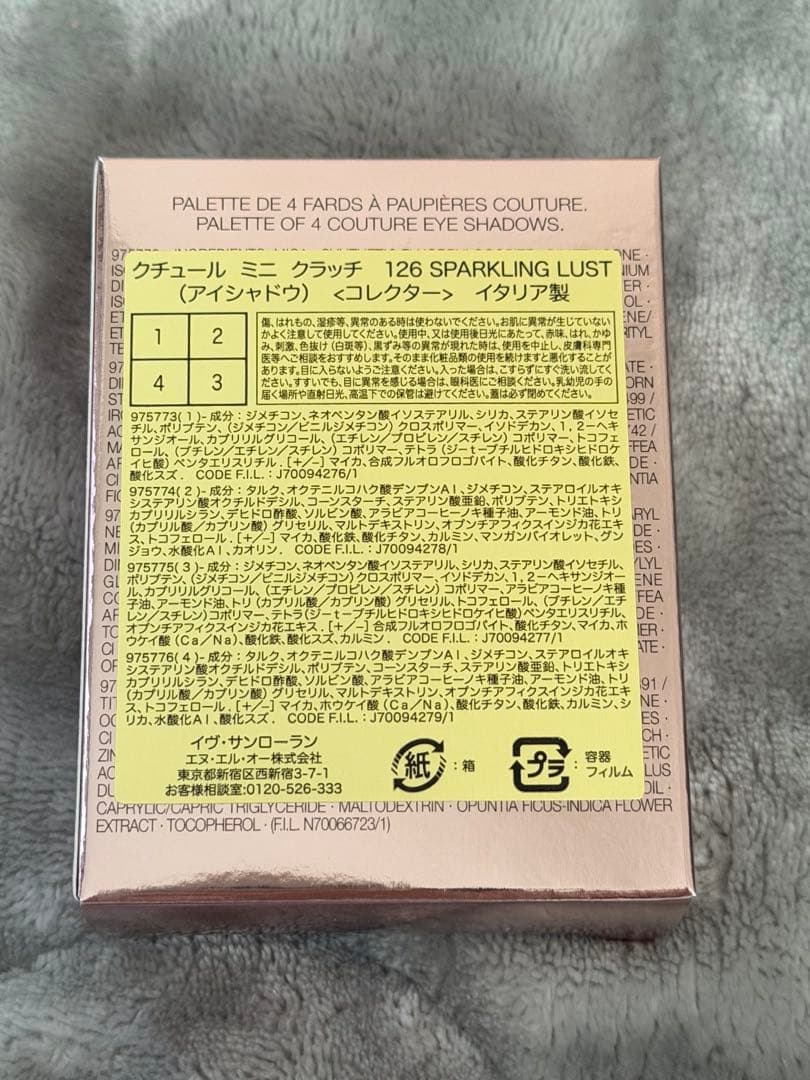 PALETTE DE 4 FARDS À PAUPIÈRES COUTURE.
PALETTE OF 4 COUTURE EYE SHADOWS.
クチュール ミニ クラッチ 126 SPARKLING LUST
(アイシャドウ) <コレクター> イタリア製
1 2
4 3
傷、はれもの、湿疹等、異常のある時は使わないでください。お肌に異常が生じていない
かよく注意して使用してください。使用中、又は使用後日光にあたって、赤味、はれ、かゆ
み、刺激、色抜け(白斑等)、黒ずみ等の異常が現れた時は、使用を中止し、皮膚科専門
医等へご相談をおすすめします。そのまま化粧品類の使用を続けますと悪化することが
あります。目に入らないようご注意ください。入った場合は、こすらずにすぐ洗い流してく
ださい。すすいでも、目に異常を感じる場合は、眼科医にご相談ください。乳幼児の手の
届く場所や直射日光、高温下での保管は避けてください。蓋は必ず閉めてください。
975773(1)-成分:ジメチコン、ネオペンタン酸イソステアリル、シリカ、ステアリン酸イソセ
チル、ポリブテン、(ジメチコン/ビニルジメチコン)クロスポリマー、イソドデカン、1,2-ヘキ
サンジオール、カプリリルグリコール、(エチレン/プロピレン/スチレン)コポリマー、トコフェ
ロール、(ブチレン/エチレン/スチレン)コポリマー、テトラ(ジ-t-ブチルヒドロキシヒドロ
ケイヒ酸)ペンタエリスリチル.[+/-]マイカ、合成フルオロフロゴパイト、酸化チタン、酸化鉄、
酸化スズ. CODE F.I.L.:J70094276/1
975774(2)-成分:タルク、オクテニルコハク酸デンプンAl、ジメチコン、ステアロイルオキ
システアリン酸オクチルドデシル、コーンスターチ、ステアリン酸亜鉛、ポリブテン、トリエトキシ
カプリリルシラン、デヒドロ酢酸、ソルビン酸、アラビアコーヒーノキ種子油、アーモンド油、トリ
(カプリル酸/カプリン酸)グリセリル、マルトデキストリン、オプンチアフィクスインジカ花エキ
ス、トコフェロール.[+/-]マイカ、酸化鉄、酸化チタン、カルミン、マンガンバイオレット、グン
ジョウ、水酸化Al、カオリン. CODE F.I.L.:J70094278/1
975775(3)-成分:ジメチコン、ネオペンタン酸イソステアリル、シリカ、ステアリン酸イソセチル、
ポリブテン、(ジメチコン/ビニルジメチコン)クロスポリマー、イソドデカン、1,2-ヘキサンジオー
ル、カプリリルグリコール、(エチレン/プロピレン/スチレン)コポリマー、アラビアコーヒーノキ種
子油、アーモンド油、トリ(カプリル酸/カプリン酸)グリセリル、トコフェロール、(ブチレン/エチレ
ン/スチレン)コポリマー、テトラ(ジ-t-ブチルヒドロキシヒドロケイヒ酸)ペンタエリスリチル、
オプンチアフィクスインジカ花エキス.[+/-]合成フルオロフロゴパイト、酸化チタン、マイカ、ホ
ウケイ酸(Ca/Na)、酸化鉄、酸化スズ、カルミン. CODE F.I.L.:J70094277/1
975776(4)-成分:タルク、オクテニルコハク酸デンプンAl、ジメチコン、ステアロイルオ
キシステアリン酸オクチルドデシル、ポリブテン、コーンスターチ、ステアリン酸亜鉛、トリエトキシ
カプリリルシラン、デヒドロ酢酸、ソルビン酸、アラビアコーヒーノキ種子油、アーモンド油、トリ
(カプリル酸/カプリン酸)グリセリル、マルトデキストリン、オプンチアフィクスインジカ花エキ
ス、トコフェロール.[+/-]マイカ、ホウケイ酸(Ca/Na)、酸化チタン、酸化鉄、カルミン、シ
リカ、水酸化Al、酸化スズ. CODE F.I.L.:J70094279/1
イヴ・サンローラン
エヌ・エル・オー株式会社
東京都新宿区西新宿3-7-1
お客様相談室:0120-526-333
紙 :箱
プラ :容器
フィルム
CAPRYLIC/CAPRIC TRIGLYCERIDE · MALTODEXTRIN · OPUNTIA FICUS-INDICA FLOWER
EXTRACT · TOCOPHEROL · (F.I.L. N70066723/1)